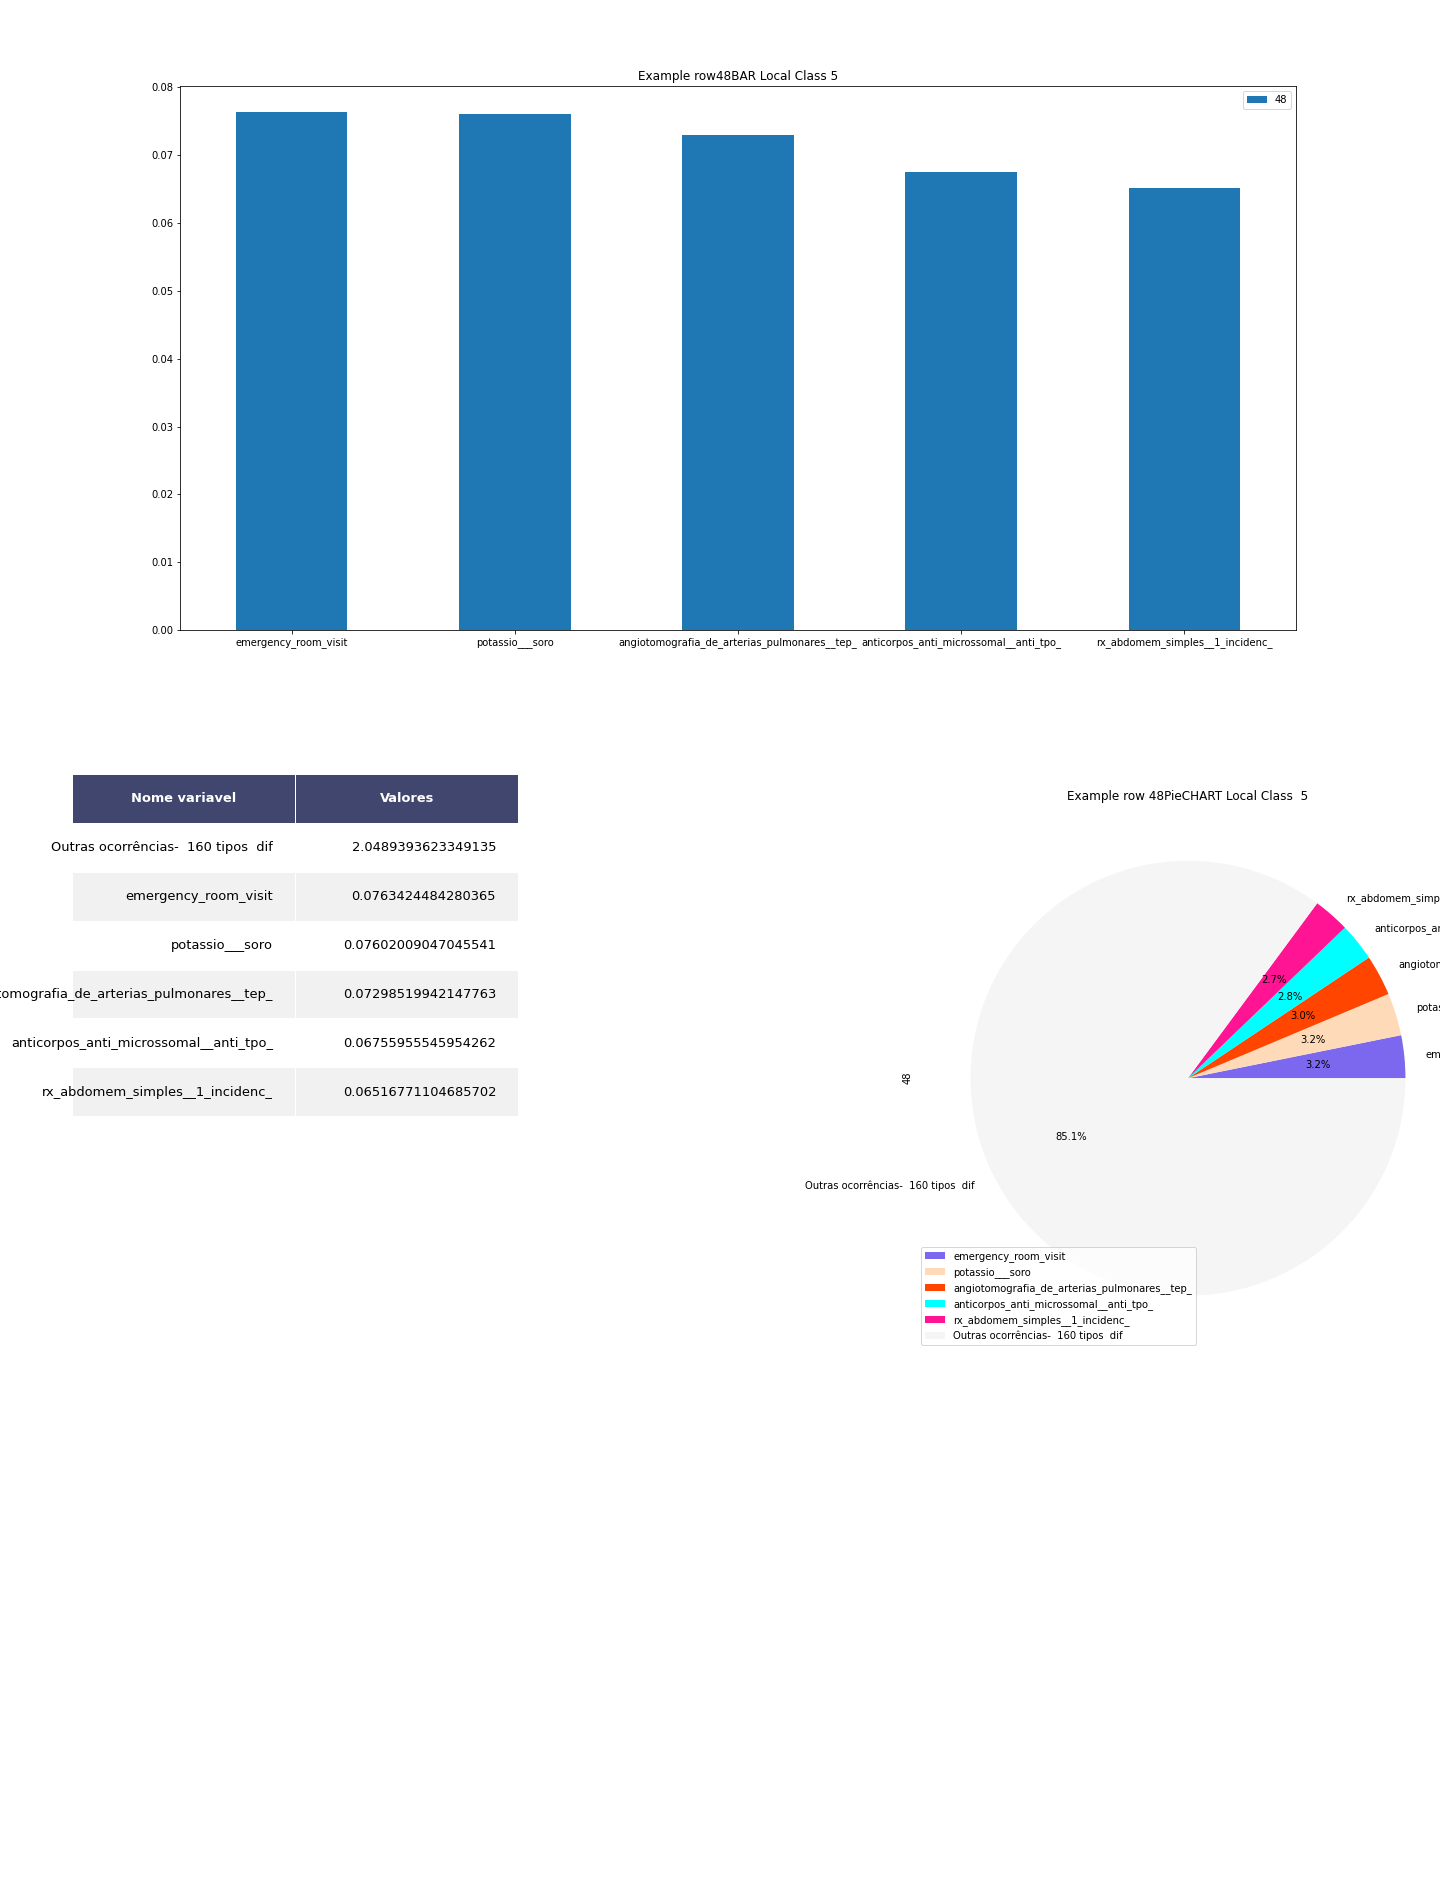 Example row48BAR Local Class 5
48
0.08
0.07
0.06
0.05
0.04
0.03
0.02
0.01
0.00
emergency_room_visit
potassio___soro
angiotomografia_de_arterias_pulmonares__tep_
anticorpos_anti_microssomal__anti_tpo_
rx_abdomem_simples__1_incidenc_
Nome variavel Valores
Outras ocorrências-  160 tipos  dif 2.0489393623349135
emergency_room_visit 0.0763424484280365
potassio___soro 0.07602009047045541
tomografia_de_arterias_pulmonares__tep_ 0.07298519942147763
anticorpos_anti_microssomal__anti_tpo_ 0.06755955545954262
rx_abdomem_simples__1_incidenc_ 0.06516771104685702
Example row 48PieCHART Local Class  5
rx_abdomem_simp
anticorpos_an
angioton
potas
em
2.7%
2.8%
3.0%
3.2%
3.2%
48
85.1%
Outras ocorrências-  160 tipos  dif
emergency_room_visit
potassio___soro
angiotomografia_de_arterias_pulmonares__tep_
anticorpos_anti_microssomal__anti_tpo_
rx_abdomem_simples__1_incidenc_
Outras ocorrências-  160 tipos  dif